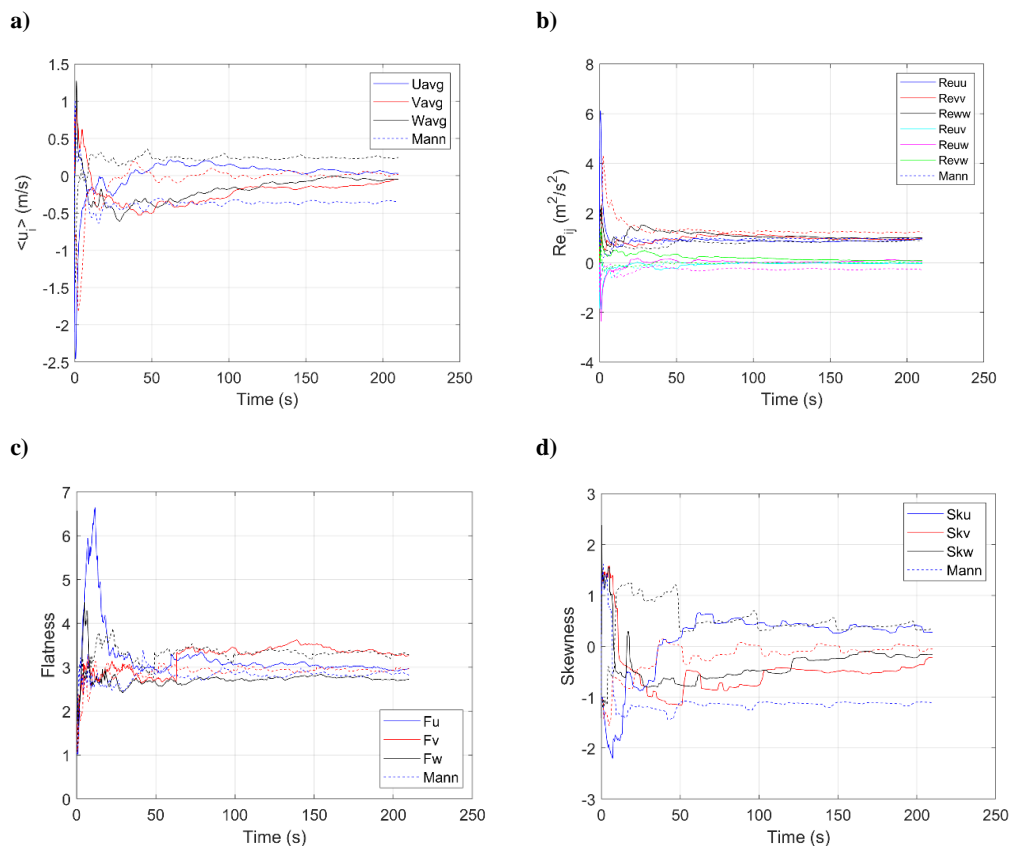 a)
1.5
1
0.5
0
-0.5
-1
-1.5
-2
-2.5
<u_i> (m/s)
0
50
100
150
200
250
Time (s)
Uavg
Vavg
Wavg
Mann
b)
8
6
4
2
0
-2
-4
Re_ij (m²/s²)
0
50
100
150
200
250
Time (s)
Reuu
Revv
Reww
Reuv
Reuw
Revw
Mann
c)
7
6
5
4
3
2
1
0
Flatness
0
50
100
150
200
250
Time (s)
Fu
Fv
Fw
Mann
d)
3
2
1
0
-1
-2
-3
Skewness
0
50
100
150
200
250
Time (s)
Sku
Skv
Skw
Mann